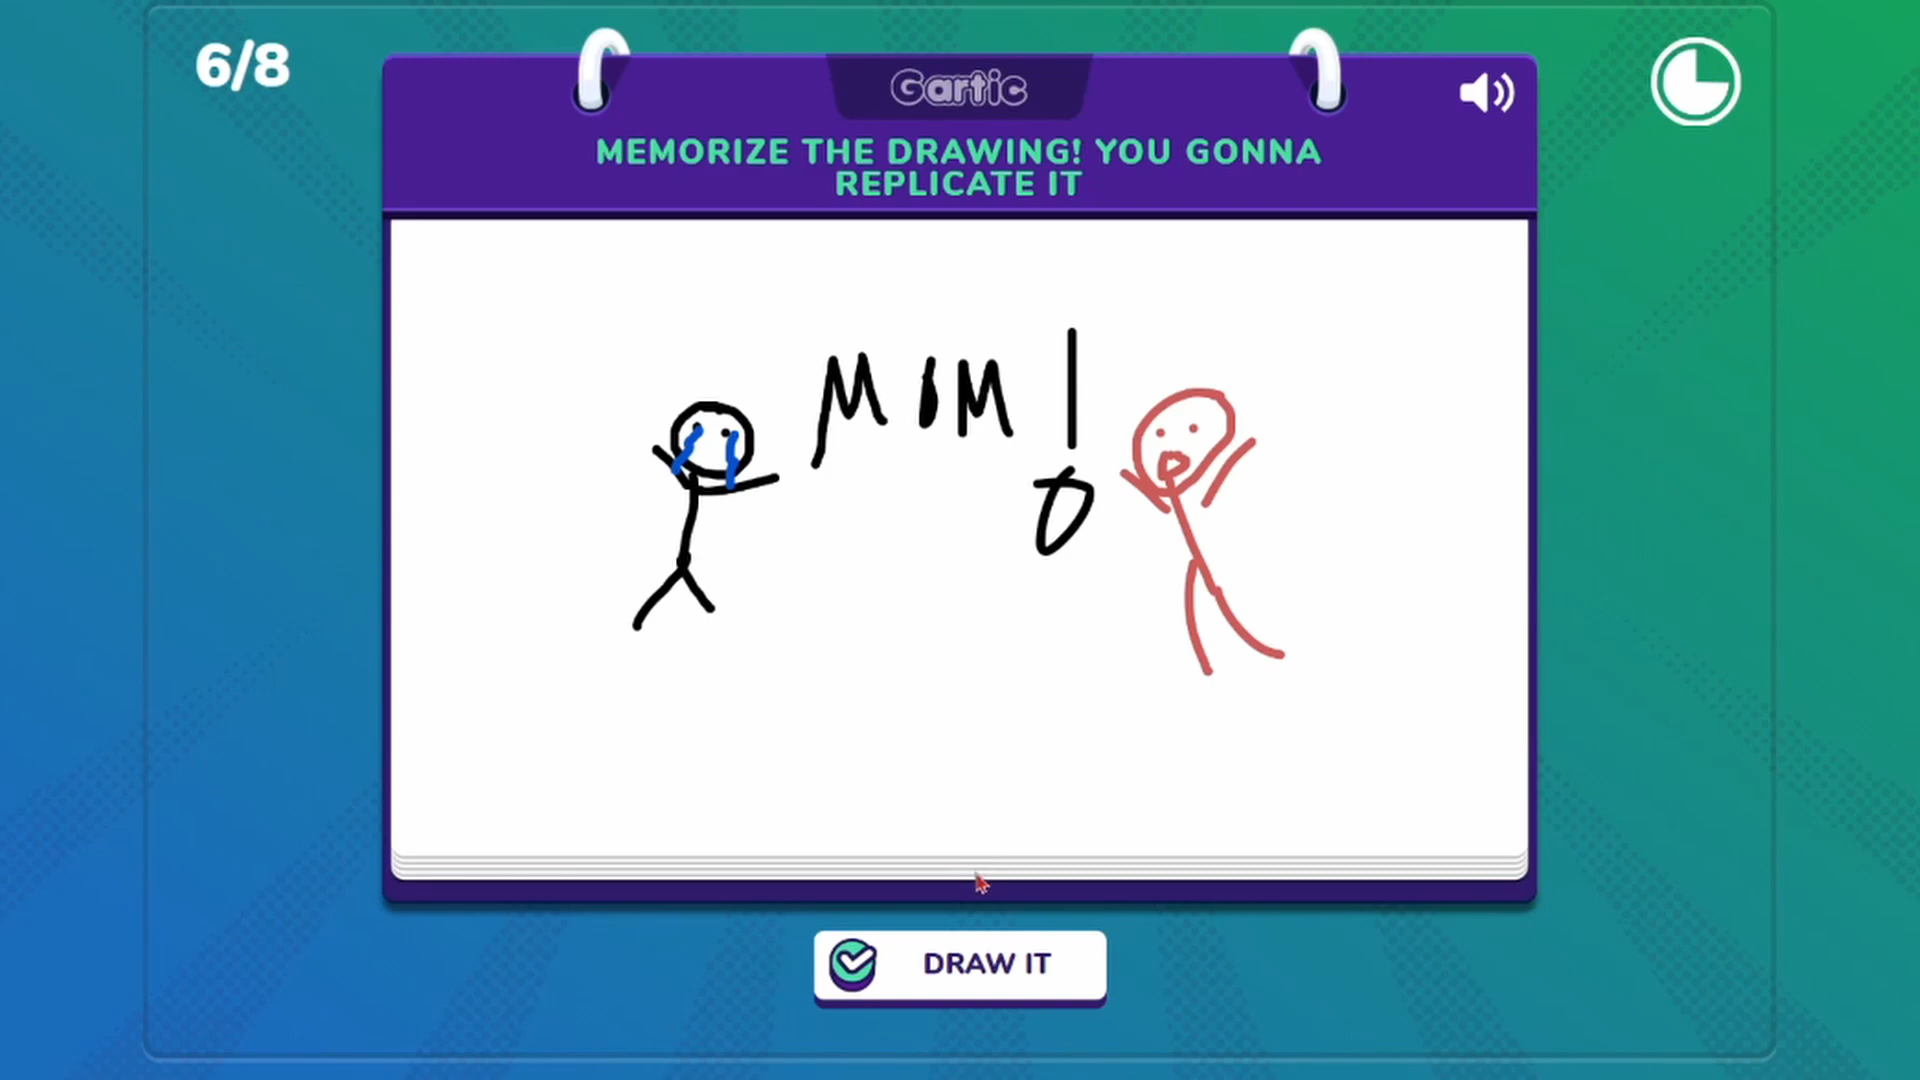 6/8
Gartic
MEMORIZE THE DRAWING! YOU GONNA
REPLICATE IT
MOM!
DRAW IT